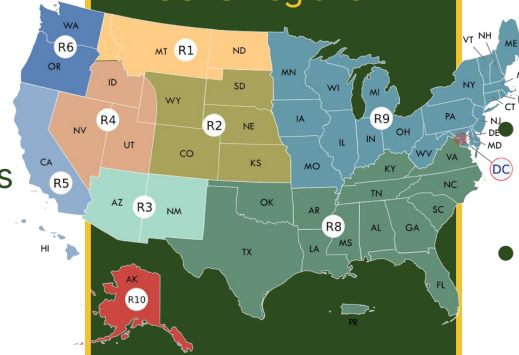 WA
R6
OR
MT
R1
ND
ID
R4
NV
UT
WY
SD
R2
NE
CO
KS
MN
WI
MI
IA
R9
IL
IN
OH
MO
VT
NH
ME
NY
CT
PA
NJ
DE
MD
WV
VA
DC
KY
CA
R5
S
HI
AZ
R3
NM
OK
TX
AR
R8
LA
MS
TN
AL
GA
NC
SC
FL
PR
AK
R10